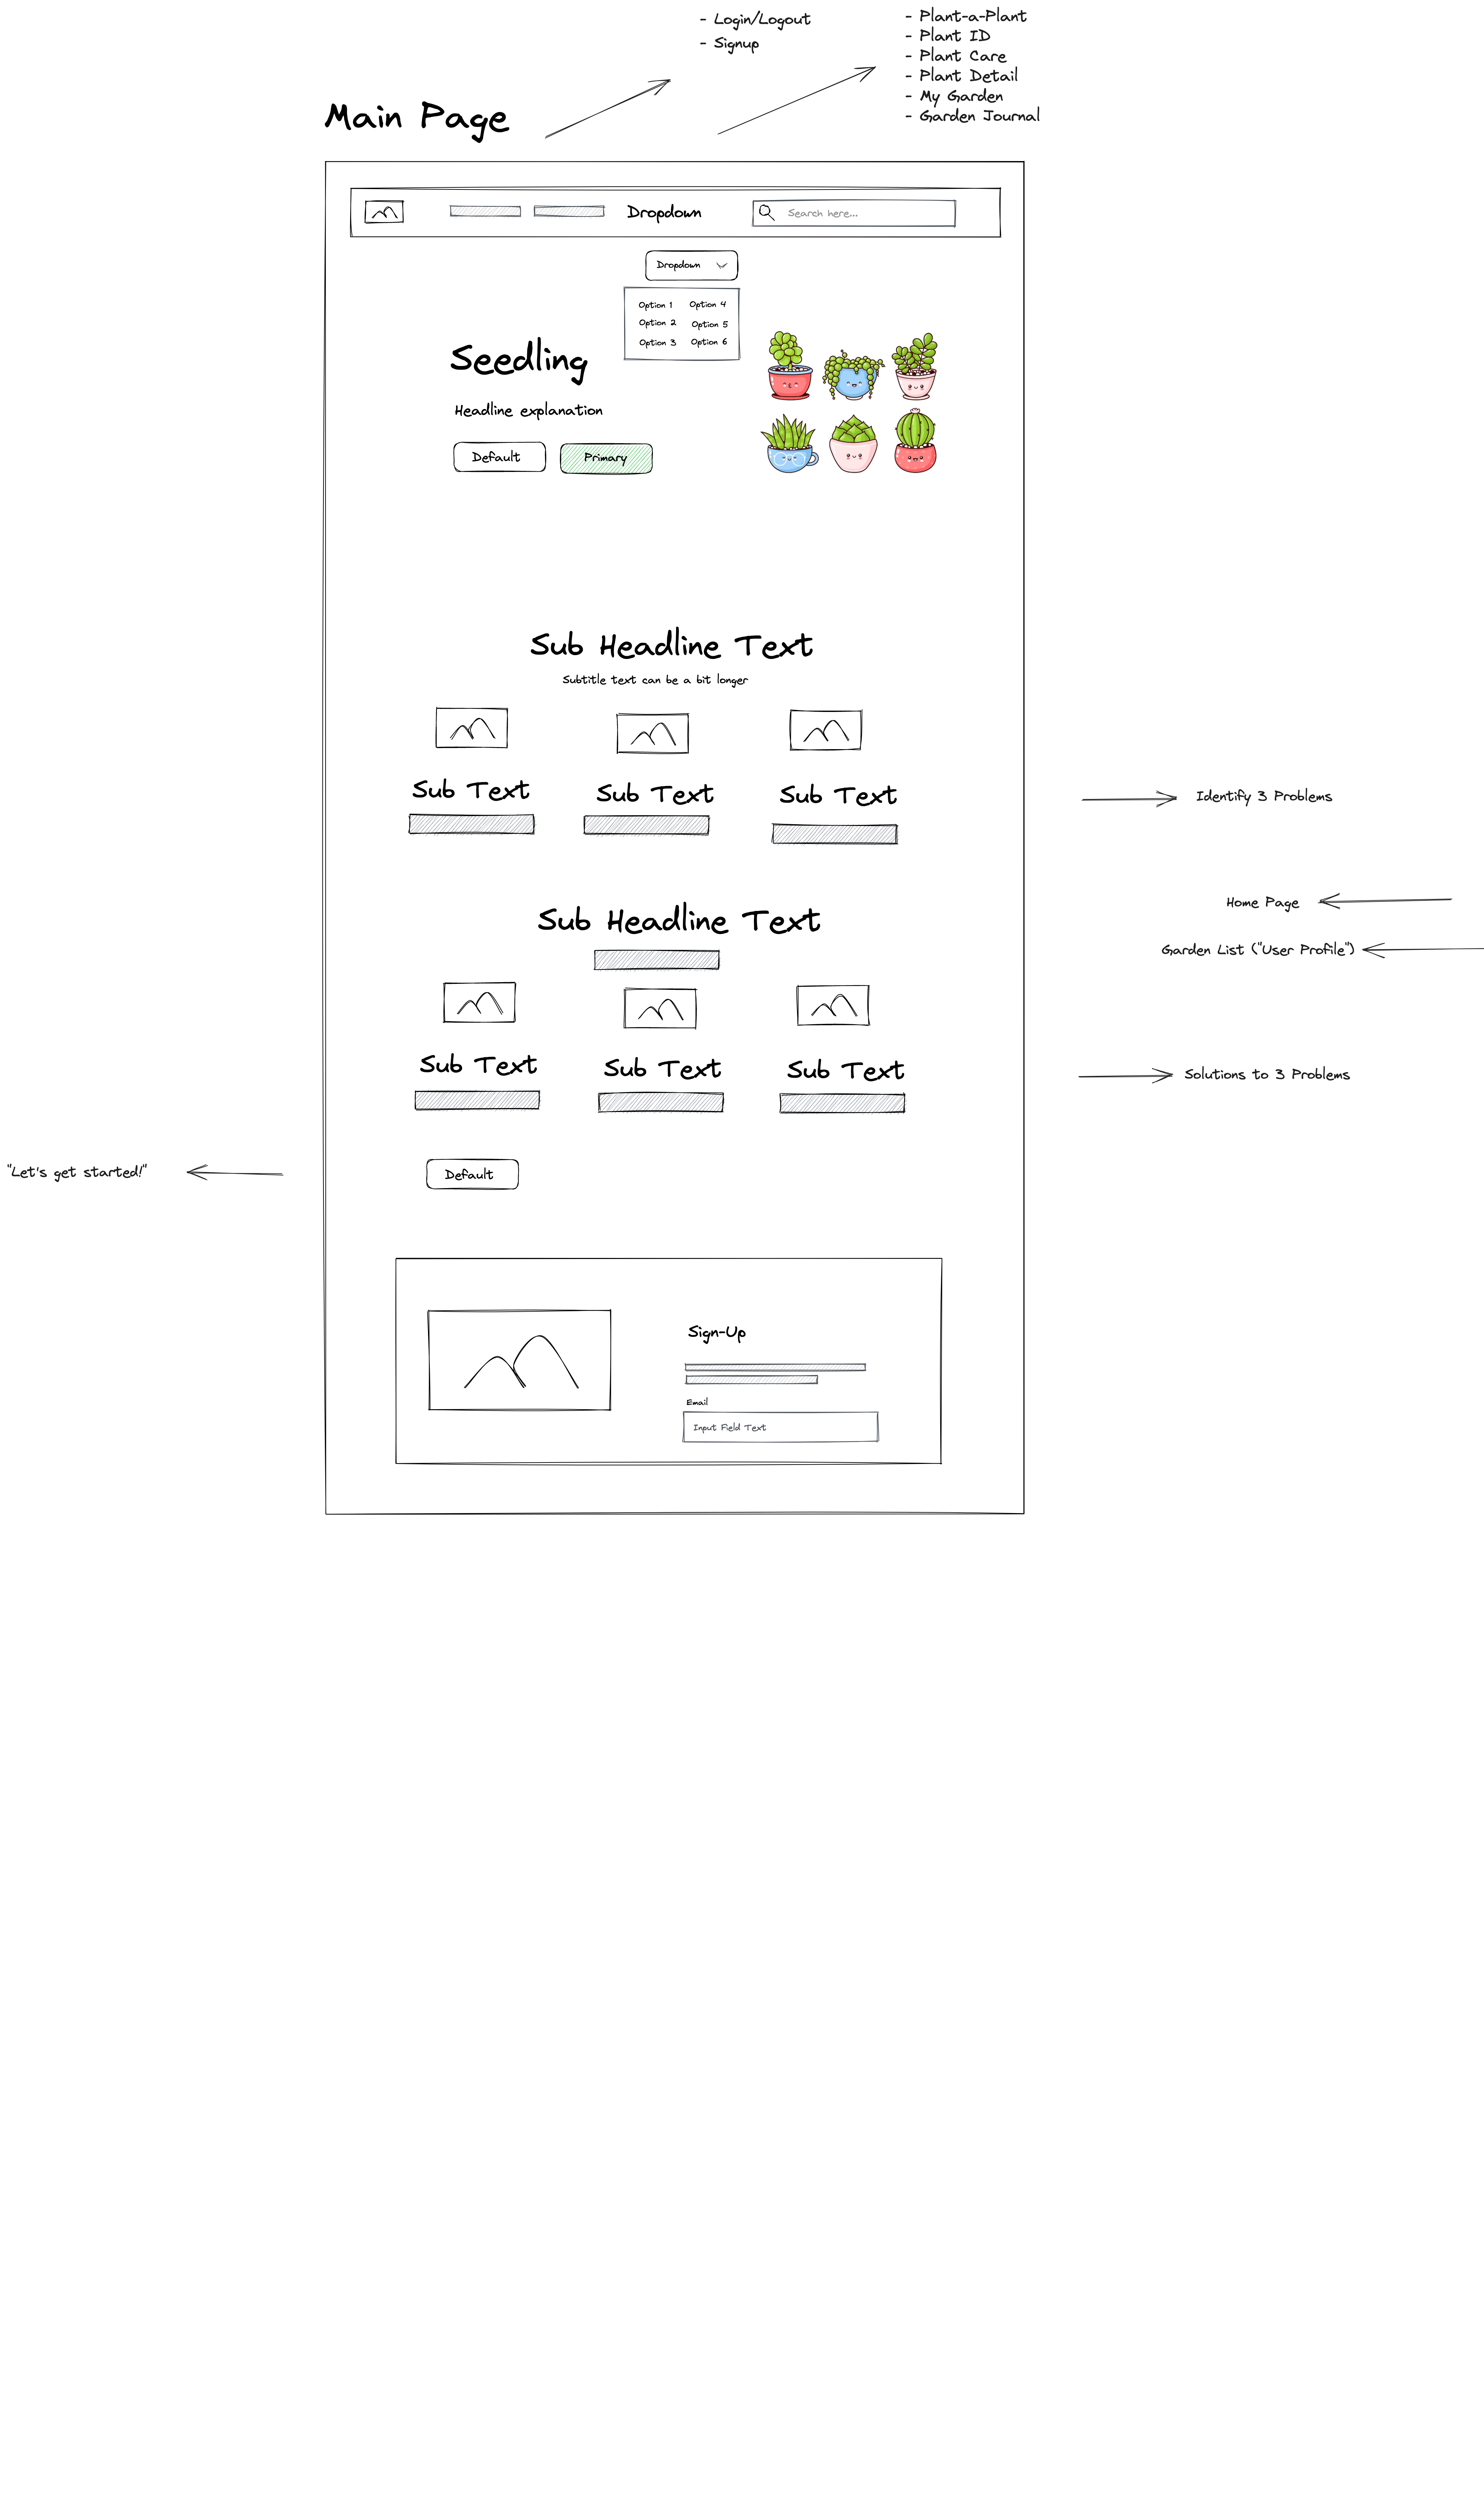 - Login/Logout
- Signup
- Plant-a-Plant
- Plant ID
- Plant Care
- Plant Detail
- My Garden
- Garden Journal
Main Page
Dropdown
Search here...
Dropdown
Option 1 Option 4
Option 2 Option 5
Option 3 Option 6
Seedling
Headline explanation
Default Primary
Sub Headline Text
Subtitle text can be a bit longer
Sub Text Sub Text Sub Text
Identify 3 Problems
Home Page
Sub Headline Text
Garden List ("User Profile")
Sub Text Sub Text Sub Text
Solutions to 3 Problems
"Let's get started!"
Default
Sign-Up
Email
Input Field Text